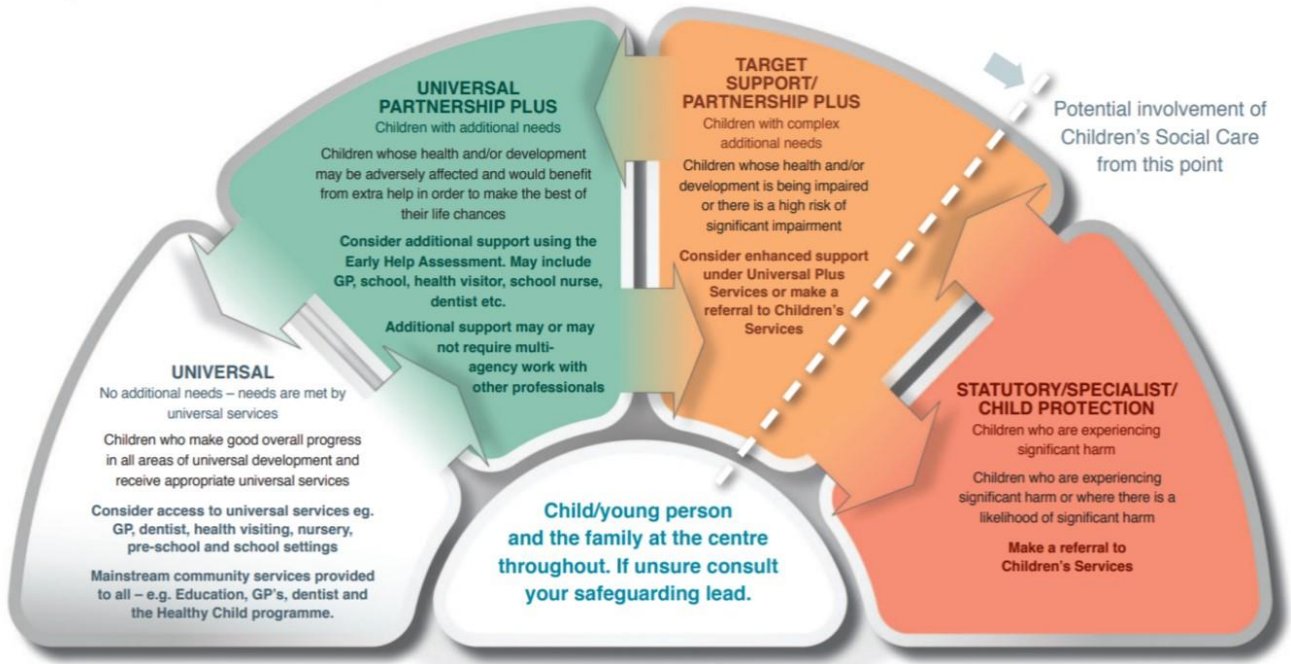 UNIVERSAL
No additional needs – needs are met by
universal services
Children who make good overall progress
in all areas of universal development and
receive appropriate universal services
Consider access to universal services eg.
GP, dentist, health visiting, nursery,
pre-school and school settings
Mainstream community services provided
to all – e.g. Education, GP's, dentist and
the Healthy Child programme.
UNIVERSAL
PARTNERSHIP PLUS
Children with additional needs
Children whose health and/or development
may be adversely affected and would benefit
from extra help in order to make the best of
their life chances
Consider additional support using the
Early Help Assessment. May include
GP, school, health visitor, school nurse,
dentist etc.
Additional support may or may
not require multi-
agency work with
other professionals
TARGET
SUPPORT/
PARTNERSHIP PLUS
Children with complex
additional needs
Children whose health and/or
development is being impaired
or there is a high risk of
significant impairment
Consider enhanced support
under Universal Plus
Services or make a
referral to Children's
Services
Potential involvement of
Children's Social Care
from this point
STATUTORY/SPECIALIST/
CHILD PROTECTION
Children who are experiencing
significant harm
Children who are experiencing
significant harm or where there is a
likelihood of significant harm
Make a referral to
Children's Services
Child/young person
and the family at the centre
throughout. If unsure consult
your safeguarding lead.